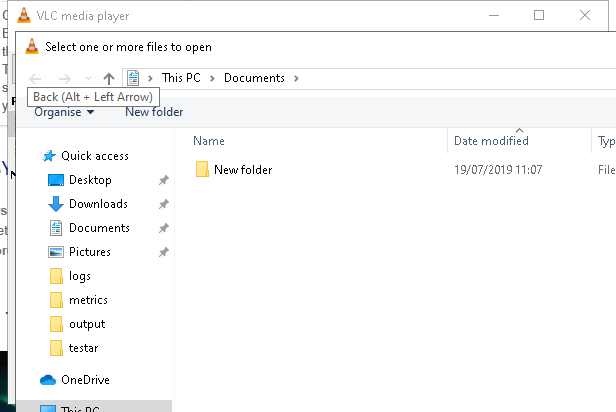 VLC media player
Select one or more files to open
This PC > Documents >
Back (Alt + Left Arrow)
Organise New folder
Name Date modified Typ
Quick access
New folder 19/07/2019 11:07 File
Desktop
Downloads
Documents
Pictures
logs
metrics
output
testar
OneDrive
This PC